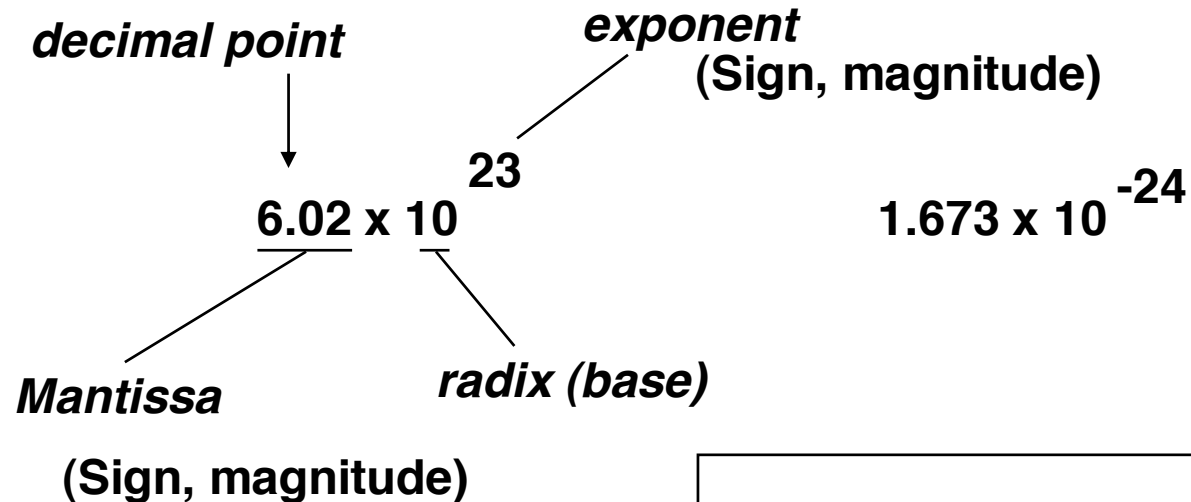 decimal point
exponent
(Sign, magnitude)
23
6.02 x 10
1.673 x 10 -24
Mantissa
radix (base)
(Sign, magnitude)